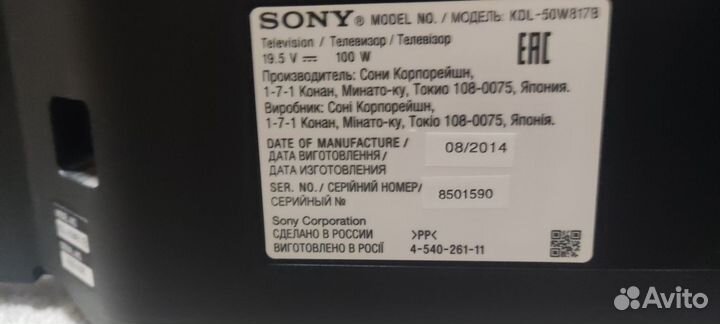 SONY® MODEL NO. / МОДЕЛЬ: KDL-50W817B
Television / Телевизор / Телевізор
19.5 V⎓ 100 W
EAC
Производитель: Сони Корпорейшн,
1-7-1 Конан, Минато-ку, Токио 108-0075, Япония.
Виробник: Соні Корпорейшн,
1-7-1 Конан, Мінато-ку, Токіо 108-0075, Японія.
DATE OF MANUFACTURE /
ДАТА ВИГОТОВЛЕННЯ /
ДАТА ИЗГОТОВЛЕНИЯ
08/2014
SER. NO. / СЕРІЙНИЙ НОМЕР/
СЕРИЙНЫЙ №
8501590
Sony Corporation
СДЕЛАНО В РОССИИ >PP<
ВИГОТОВЛЕНО В РОСІЇ 4-540-261-11
Avito